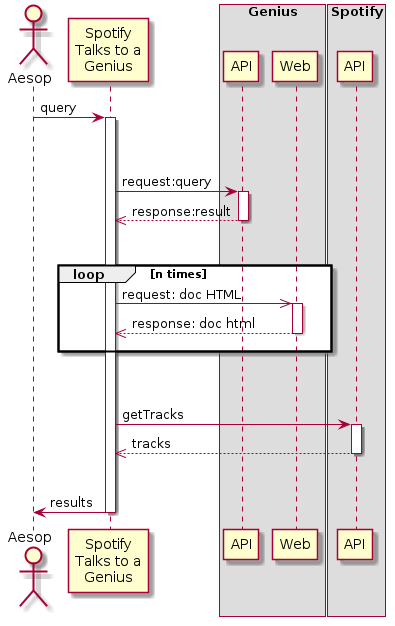 Genius
Spotify
Aesop
Spotify
Talks to a
Genius
API
Web
API
query
request:query
response:result
loop
[n times]
request: doc HTML
response: doc html
getTracks
tracks
results
Aesop
Spotify
Talks to a
Genius
API
Web
API